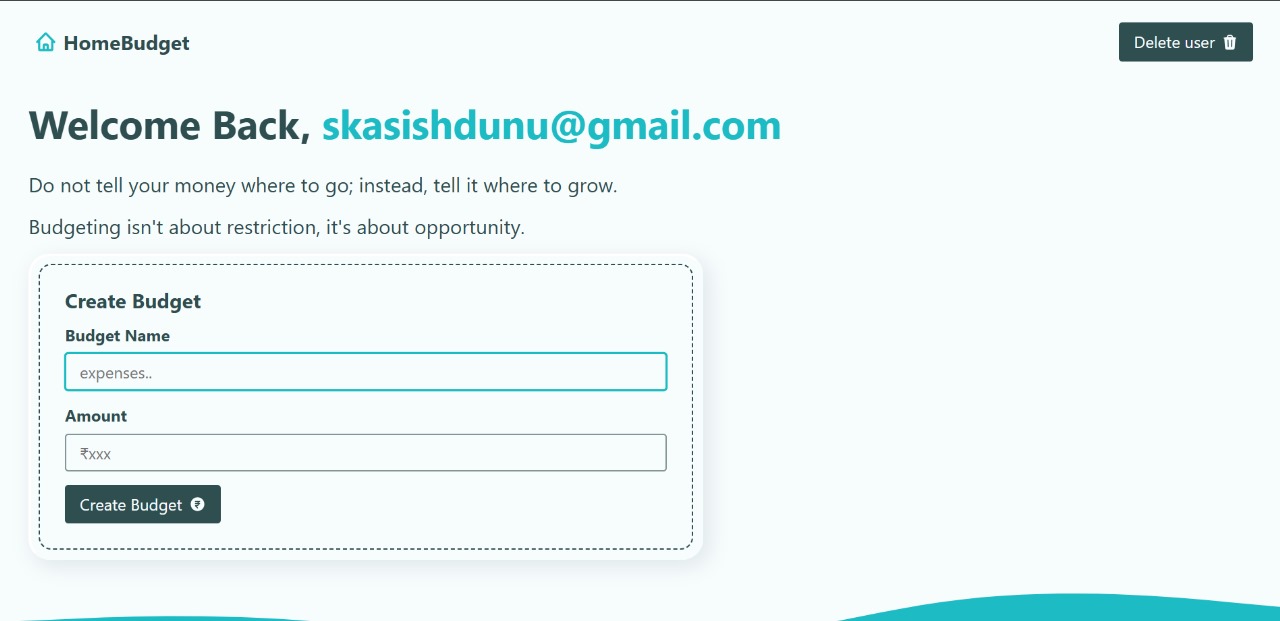 HomeBudget
Delete user
Welcome Back, skasishdunu@gmail.com
Do not tell your money where to go; instead, tell it where to grow.
Budgeting isn't about restriction, it's about opportunity.
Create Budget
Budget Name
expenses..
Amount
₹xxx
Create Budget ₹